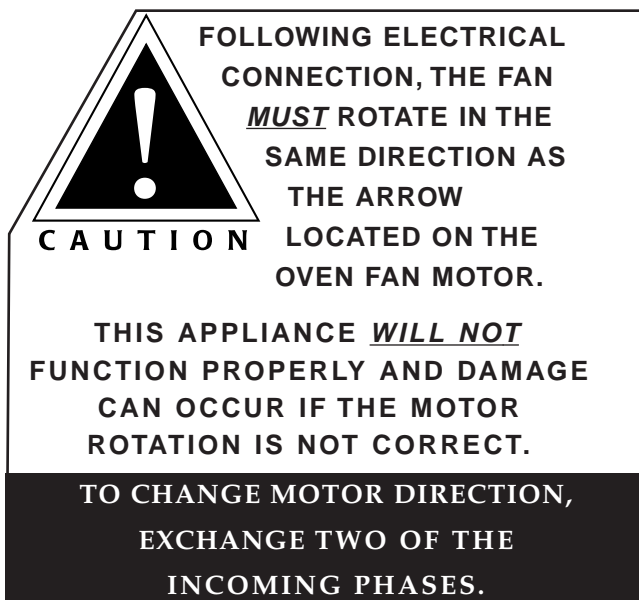 FOLLOWING ELECTRICAL
CONNECTION, THE FAN
MUST ROTATE IN THE
SAME DIRECTION AS
THE ARROW
LOCATED ON THE
OVEN FAN MOTOR.
!
CAUTION
THIS APPLIANCE WILL NOT
FUNCTION PROPERLY AND DAMAGE
CAN OCCUR IF THE MOTOR
ROTATION IS NOT CORRECT.
TO CHANGE MOTOR DIRECTION,
EXCHANGE TWO OF THE
INCOMING PHASES.